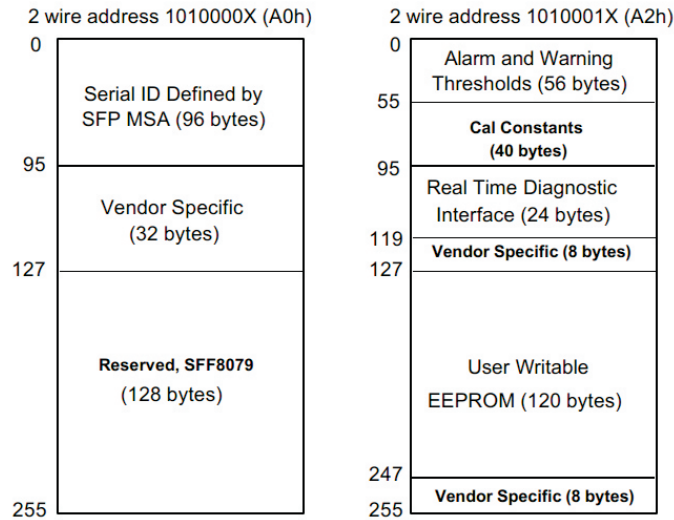 2 wire address 1010000X (A0h)
0
Serial ID Defined by
SFP MSA (96 bytes)
95
Vendor Specific
(32 bytes)
127
Reserved, SFF8079
(128 bytes)
255
2 wire address 1010001X (A2h)
0
Alarm and Warning
Thresholds (56 bytes)
55
Cal Constants
(40 bytes)
95
Real Time Diagnostic
Interface (24 bytes)
119
Vendor Specific (8 bytes)
127
User Writable
EEPROM (120 bytes)
247
Vendor Specific (8 bytes)
255